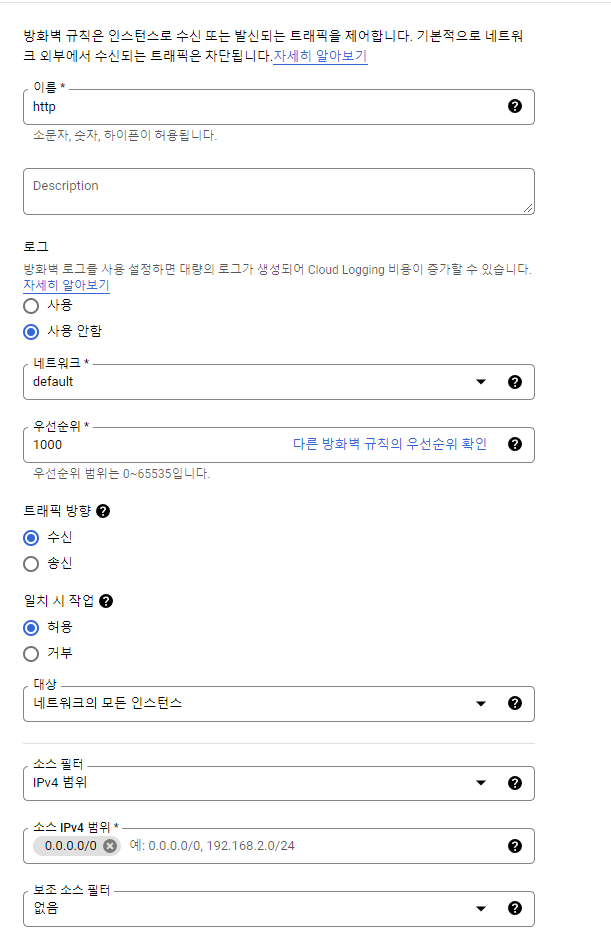 방화벽 규칙은 인스턴스로 수신 또는 발신되는 트래픽을 제어합니다. 기본적으로 네트워
크 외부에서 수신되는 트래픽은 차단됩니다.자세히 알아보기
이름 *
http
소문자, 숫자, 하이픈이 허용됩니다.
Description
로그
방화벽 로그를 사용 설정하면 대량의 로그가 생성되어 Cloud Logging 비용이 증가할 수 있습니다.
자세히 알아보기
사용
사용 안함
네트워크 *
default
우선순위 *
1000 다른 방화벽 규칙의 우선순위 확인
우선순위 범위는 0~65535입니다.
트래픽 방향
수신
송신
일치 시 작업
허용
거부
대상
네트워크의 모든 인스턴스
소스 필터
IPv4 범위
소스 IPv4 범위 *
0.0.0.0/0 예: 0.0.0.0/0, 192.168.2.0/24
보조 소스 필터
없음